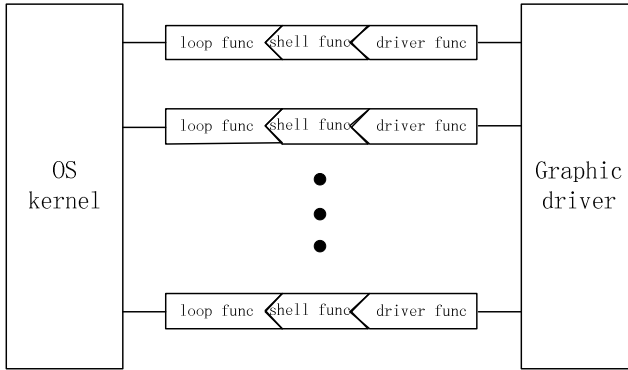 loop func shell func driver func
loop func shell func driver func
OS
kernel
Graphic
driver
loop func shell func driver func